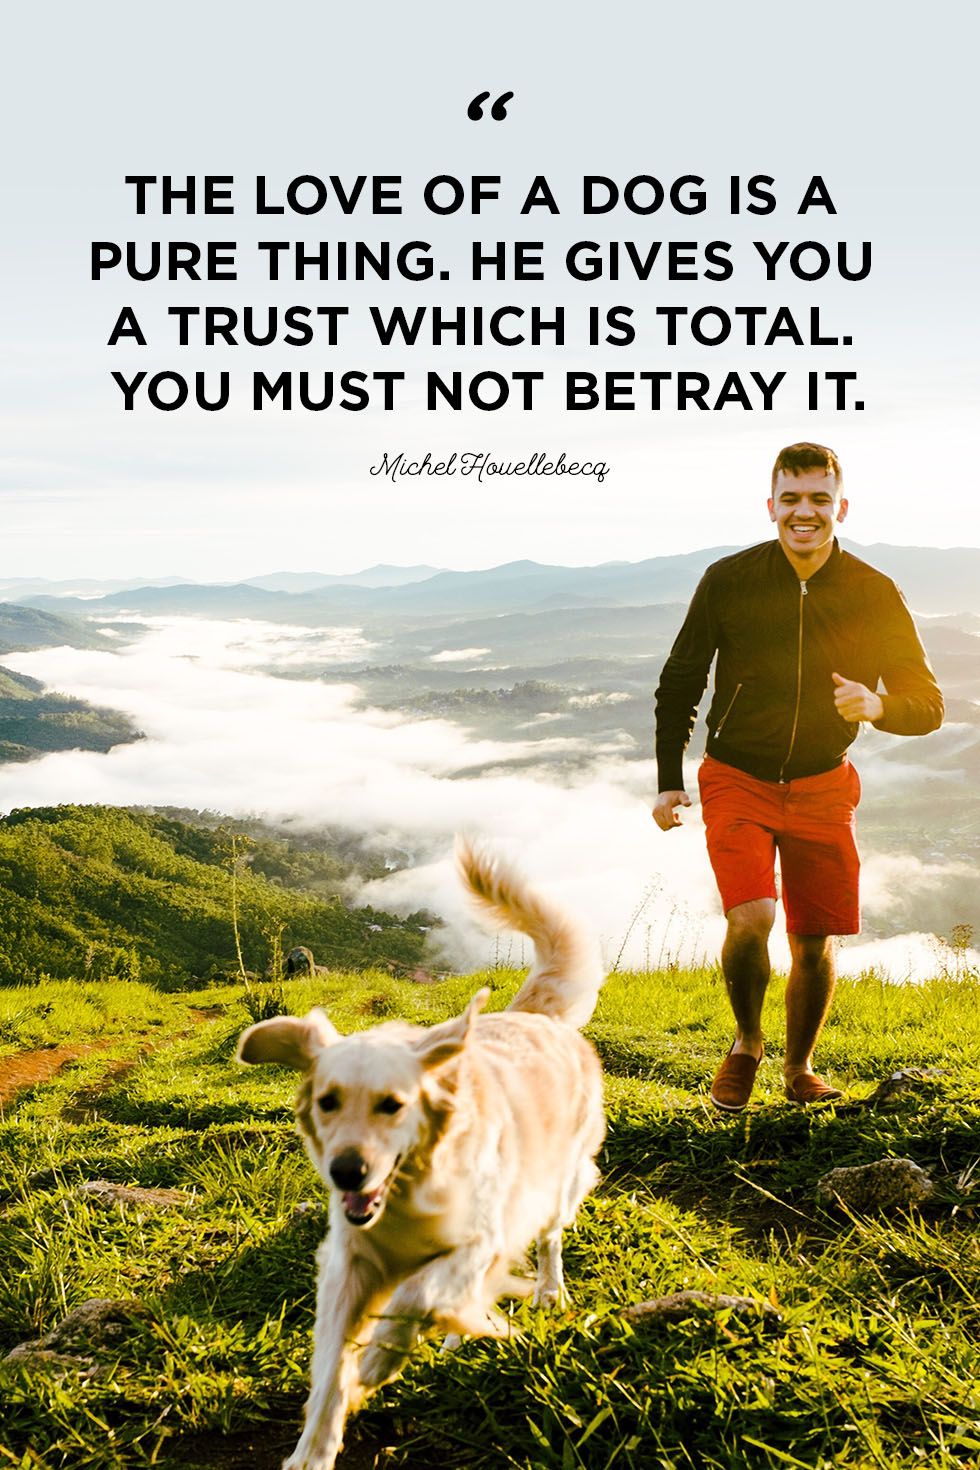 “
THE LOVE OF A DOG IS A
PURE THING. HE GIVES YOU
A TRUST WHICH IS TOTAL.
YOU MUST NOT BETRAY IT.
Michel Houellebecq